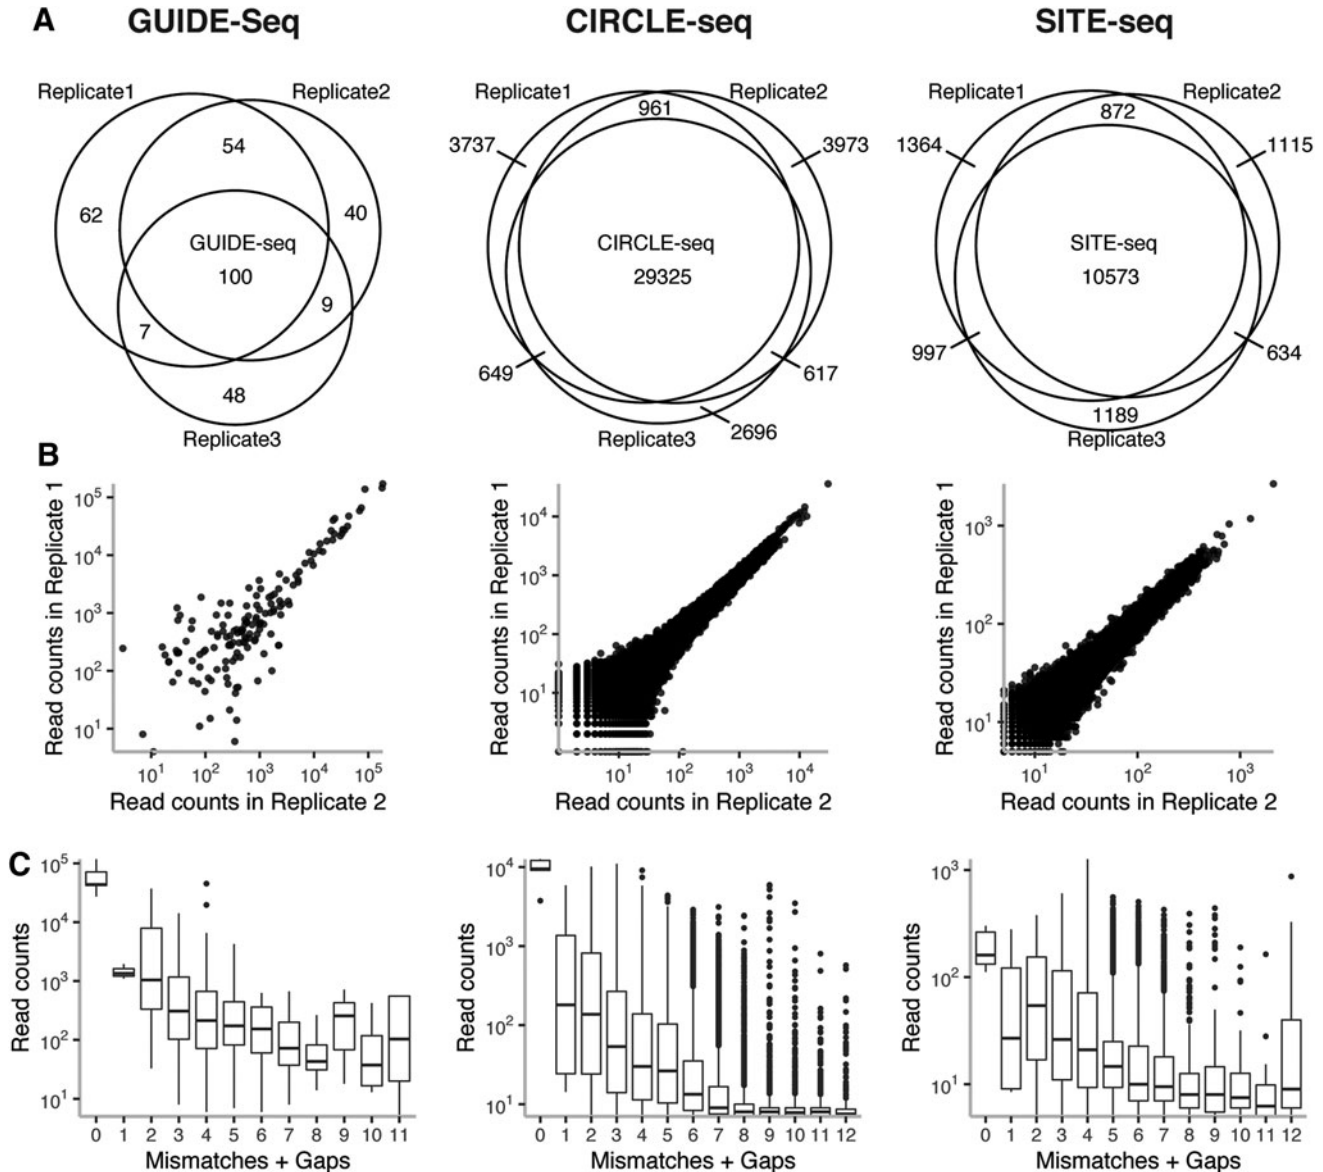 A GUIDE-Seq CIRCLE-seq SITE-seq
Replicate1 Replicate2 Replicate1 Replicate2 Replicate1 Replicate2
54 961 872
3737 3973 1364 1115
62 40
GUIDE-seq CIRCLE-seq SITE-seq
100 29325 10573
9
7
649 617 997 634
48 2696 1189
Replicate3 Replicate3 Replicate3
B
Read counts in Replicate 1
10^5
10^4
10^3
10^2
10^1
10^1 10^2 10^3 10^4 10^5
Read counts in Replicate 2
Read counts in Replicate 1
10^4
10^3
10^2
10^1
10^1 10^2 10^3 10^4
Read counts in Replicate 2
Read counts in Replicate 1
10^3
10^2
10^1
10^1 10^2 10^3
Read counts in Replicate 2
C
Read counts
10^5
10^4
10^3
10^2
10^1
0 1 2 3 4 5 6 7 8 9 10 11
Mismatches + Gaps
Read counts
10^4
10^3
10^2
10^1
0 1 2 3 4 5 6 7 8 9 10 11 12
Mismatches + Gaps
Read counts
10^3
10^2
10^1
0 1 2 3 4 5 6 7 8 9 10 11 12
Mismatches + Gaps